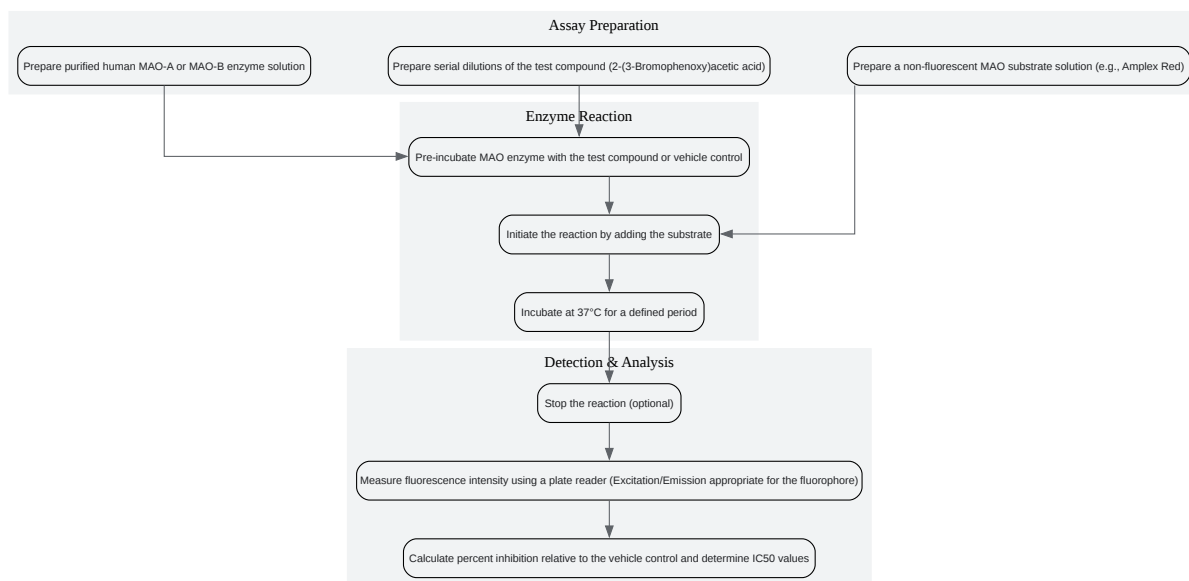 Assay Preparation
Prepare purified human MAO-A or MAO-B enzyme solution
Prepare serial dilutions of the test compound (2-(3-Bromophenoxy)acetic acid)
Prepare a non-fluorescent MAO substrate solution (e.g., Amplex Red)
Enzyme Reaction
Pre-incubate MAO enzyme with the test compound or vehicle control
Initiate the reaction by adding the substrate
Incubate at 37°C for a defined period
Detection & Analysis
Stop the reaction (optional)
Measure fluorescence intensity using a plate reader (Excitation/Emission appropriate for the fluorophore)
Calculate percent inhibition relative to the vehicle control and determine IC50 values